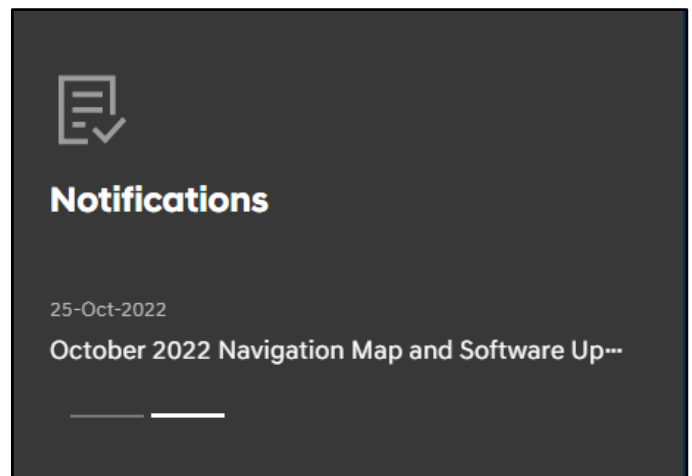 Notifications
25-Oct-2022
October 2022 Navigation Map and Software Up···